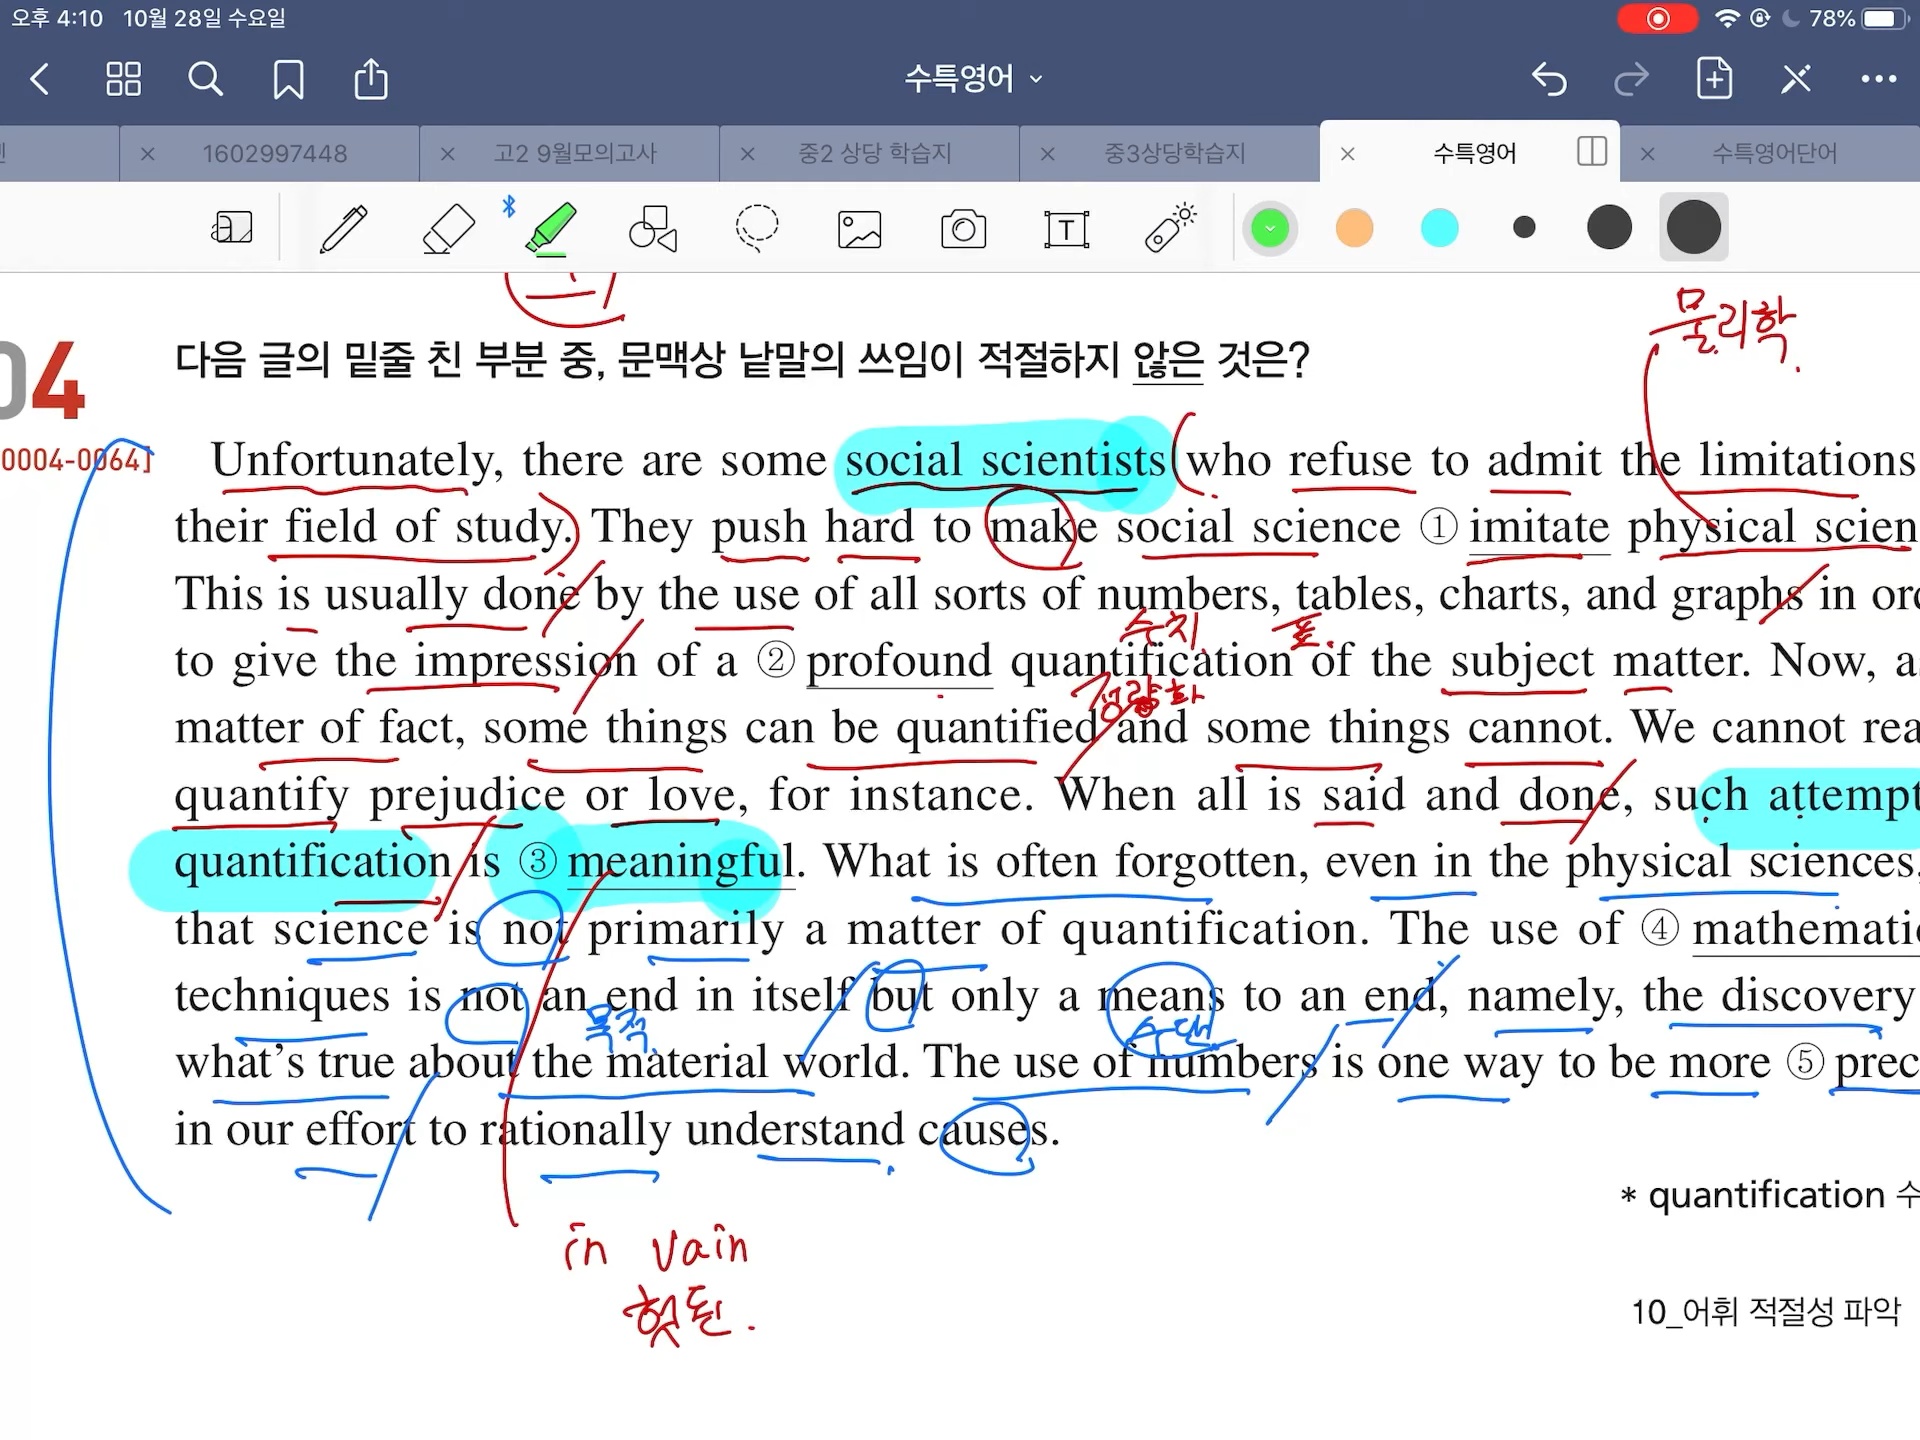 오후 4:10 10월 28일 수요일 78%
수특영어
1602997448 고2 9월모의고사 중2 상당 학습지 중3상당학습지 수특영어 수특영어단어
물리학.
04 다음 글의 밑줄 친 부분 중, 문맥상 낱말의 쓰임이 적절하지 않은 것은?
0004-0064]
Unfortunately, there are some social scientists who refuse to admit the limitations
their field of study. They push hard to make social science ① imitate physical scien
This is usually done by the use of all sorts of numbers, tables, charts, and graphs in ord
수치 표.
to give the impression of a ② profound quantification of the subject matter. Now, a
정량화
matter of fact, some things can be quantified and some things cannot. We cannot rea
quantify prejudice or love, for instance. When all is said and done, such attempt
quantification is ③ meaningful. What is often forgotten, even in the physical sciences,
that science is not primarily a matter of quantification. The use of ④ mathematic
techniques is not an end in itself but only a means to an end, namely, the discovery
목적 수단
what's true about the material world. The use of numbers is one way to be more ⑤ prec
in our effort to rationally understand causes.
* quantification 수
in vain
헛된.
10_어휘 적절성 파악